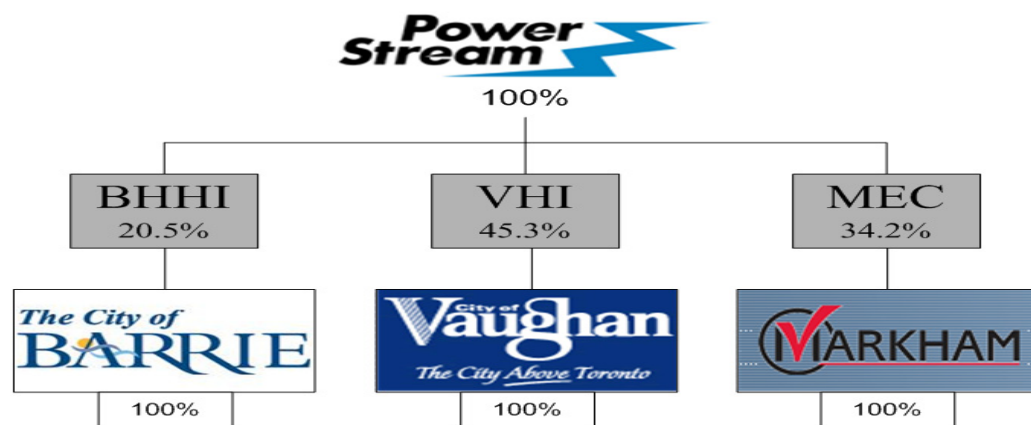 Power
Stream
100%
BHHI
20.5%
VHI
45.3%
MEC
34.2%
The City of
BARRIE
City of
Vaughan
The City Above Toronto
MARKHAM
100%
100%
100%